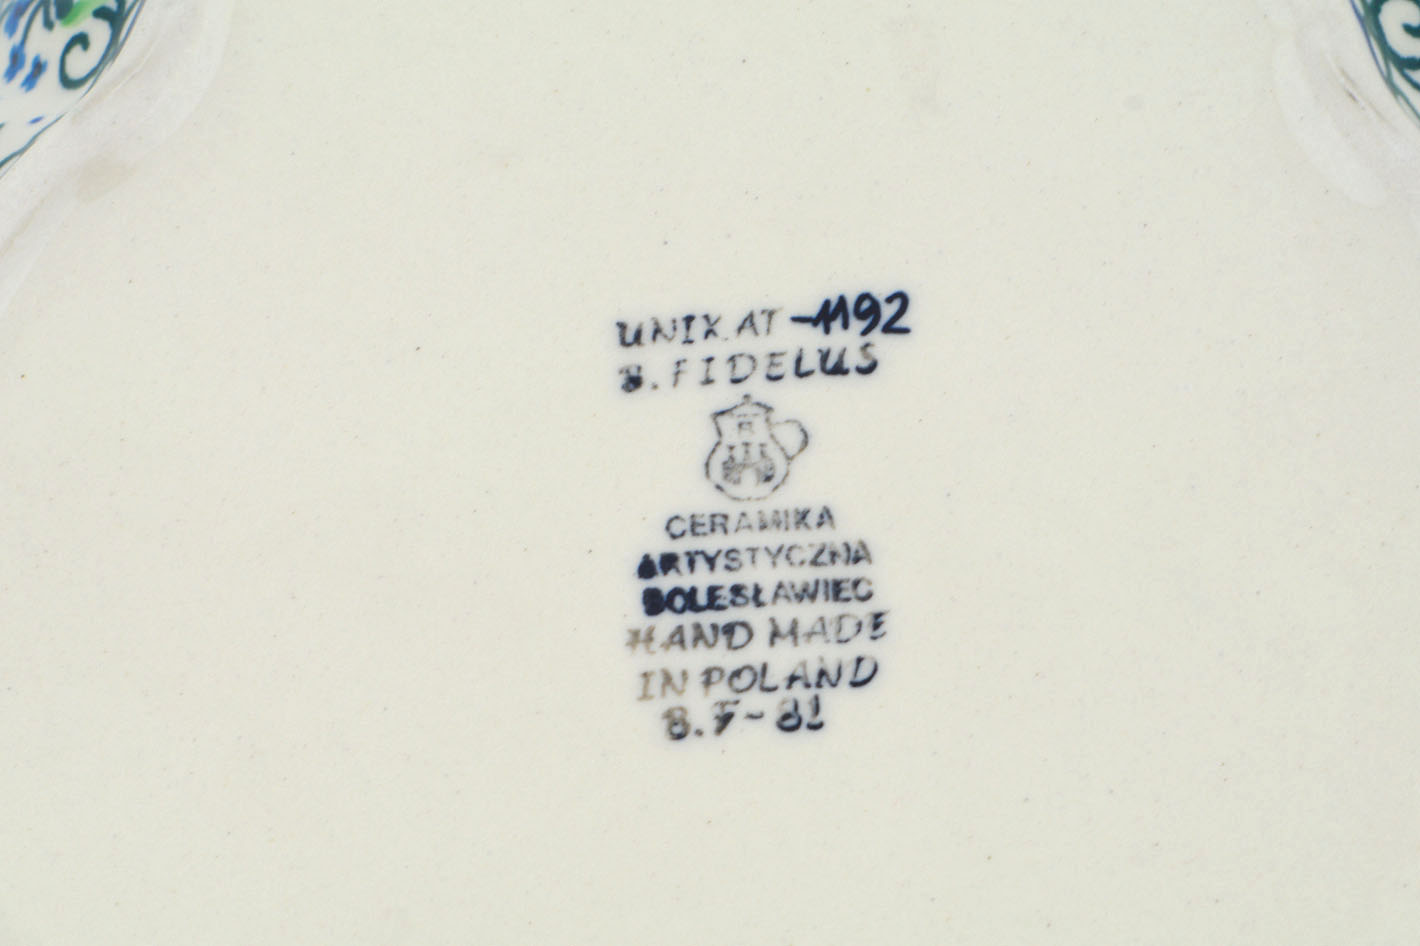 UNIKAT -1192
B. FIDELUS
CERAMIKA
ARTYSTYCZNA
BOLESŁAWIEC
HAND MADE
IN POLAND
B.F-81